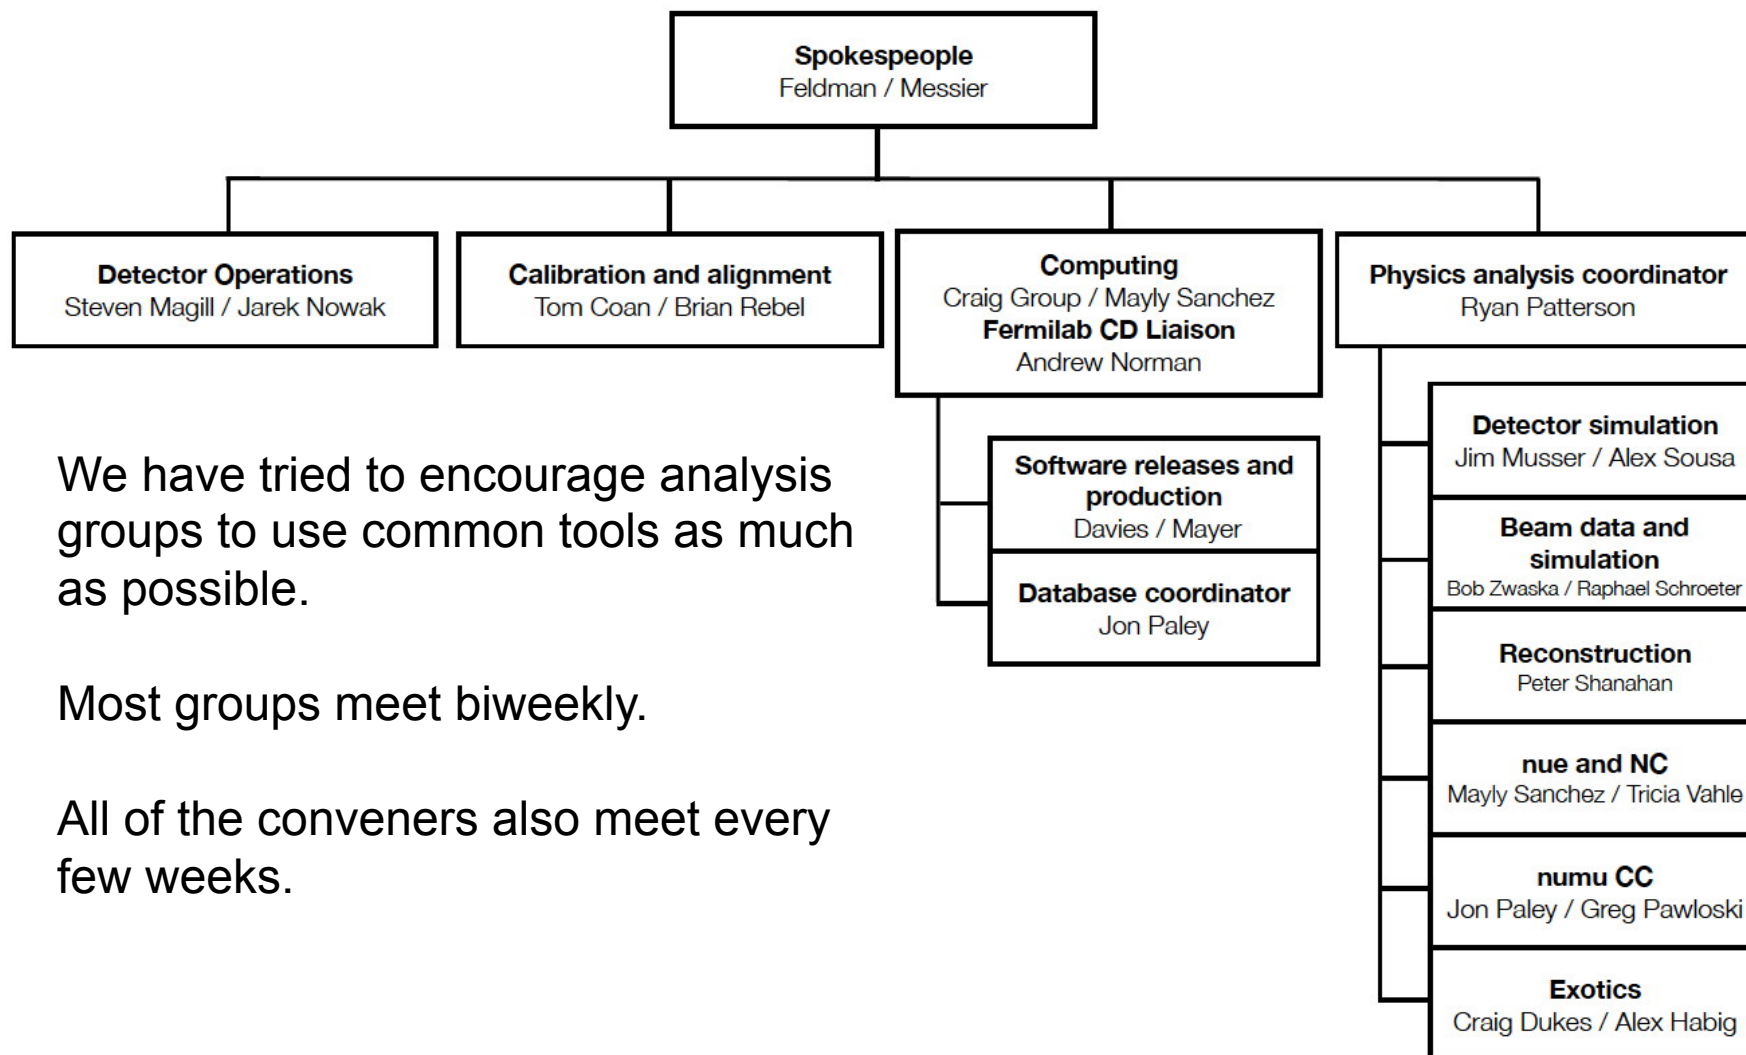 Spokespeople
Feldman / Messier
Detector Operations
Steven Magill / Jarek Nowak
Calibration and alignment
Tom Coan / Brian Rebel
Computing
Craig Group / Mayly Sanchez
Fermilab CD Liaison
Andrew Norman
Physics analysis coordinator
Ryan Patterson
Software releases and
production
Davies / Mayer
Database coordinator
Jon Paley
Detector simulation
Jim Musser / Alex Sousa
Beam data and
simulation
Bob Zwaska / Raphael Schroeter
Reconstruction
Peter Shanahan
nue and NC
Mayly Sanchez / Tricia Vahle
numu CC
Jon Paley / Greg Pawloski
Exotics
Craig Dukes / Alex Habig
We have tried to encourage analysis
groups to use common tools as much
as possible.
Most groups meet biweekly.
All of the conveners also meet every
few weeks.